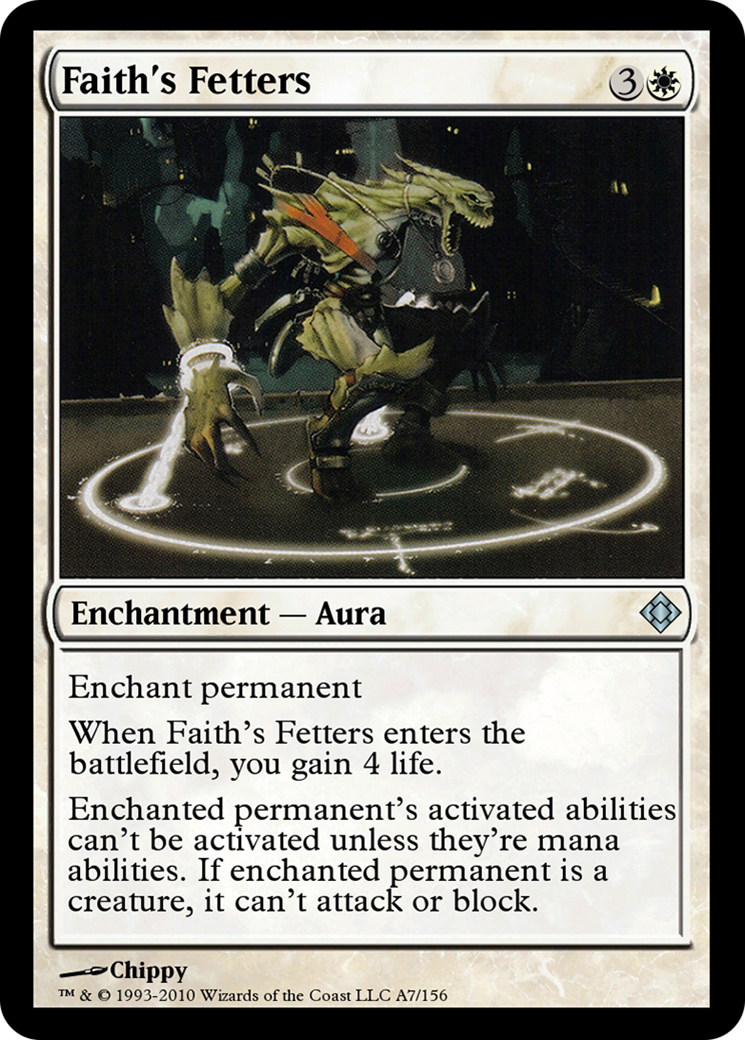 Faith's Fetters 3
Enchantment — Aura
Enchant permanent
When Faith's Fetters enters the
battlefield, you gain 4 life.
Enchanted permanent's activated abilities
can't be activated unless they're mana
abilities. If enchanted permanent is a
creature, it can't attack or block.
Chippy
™ & © 1993-2010 Wizards of the Coast LLC A7/156